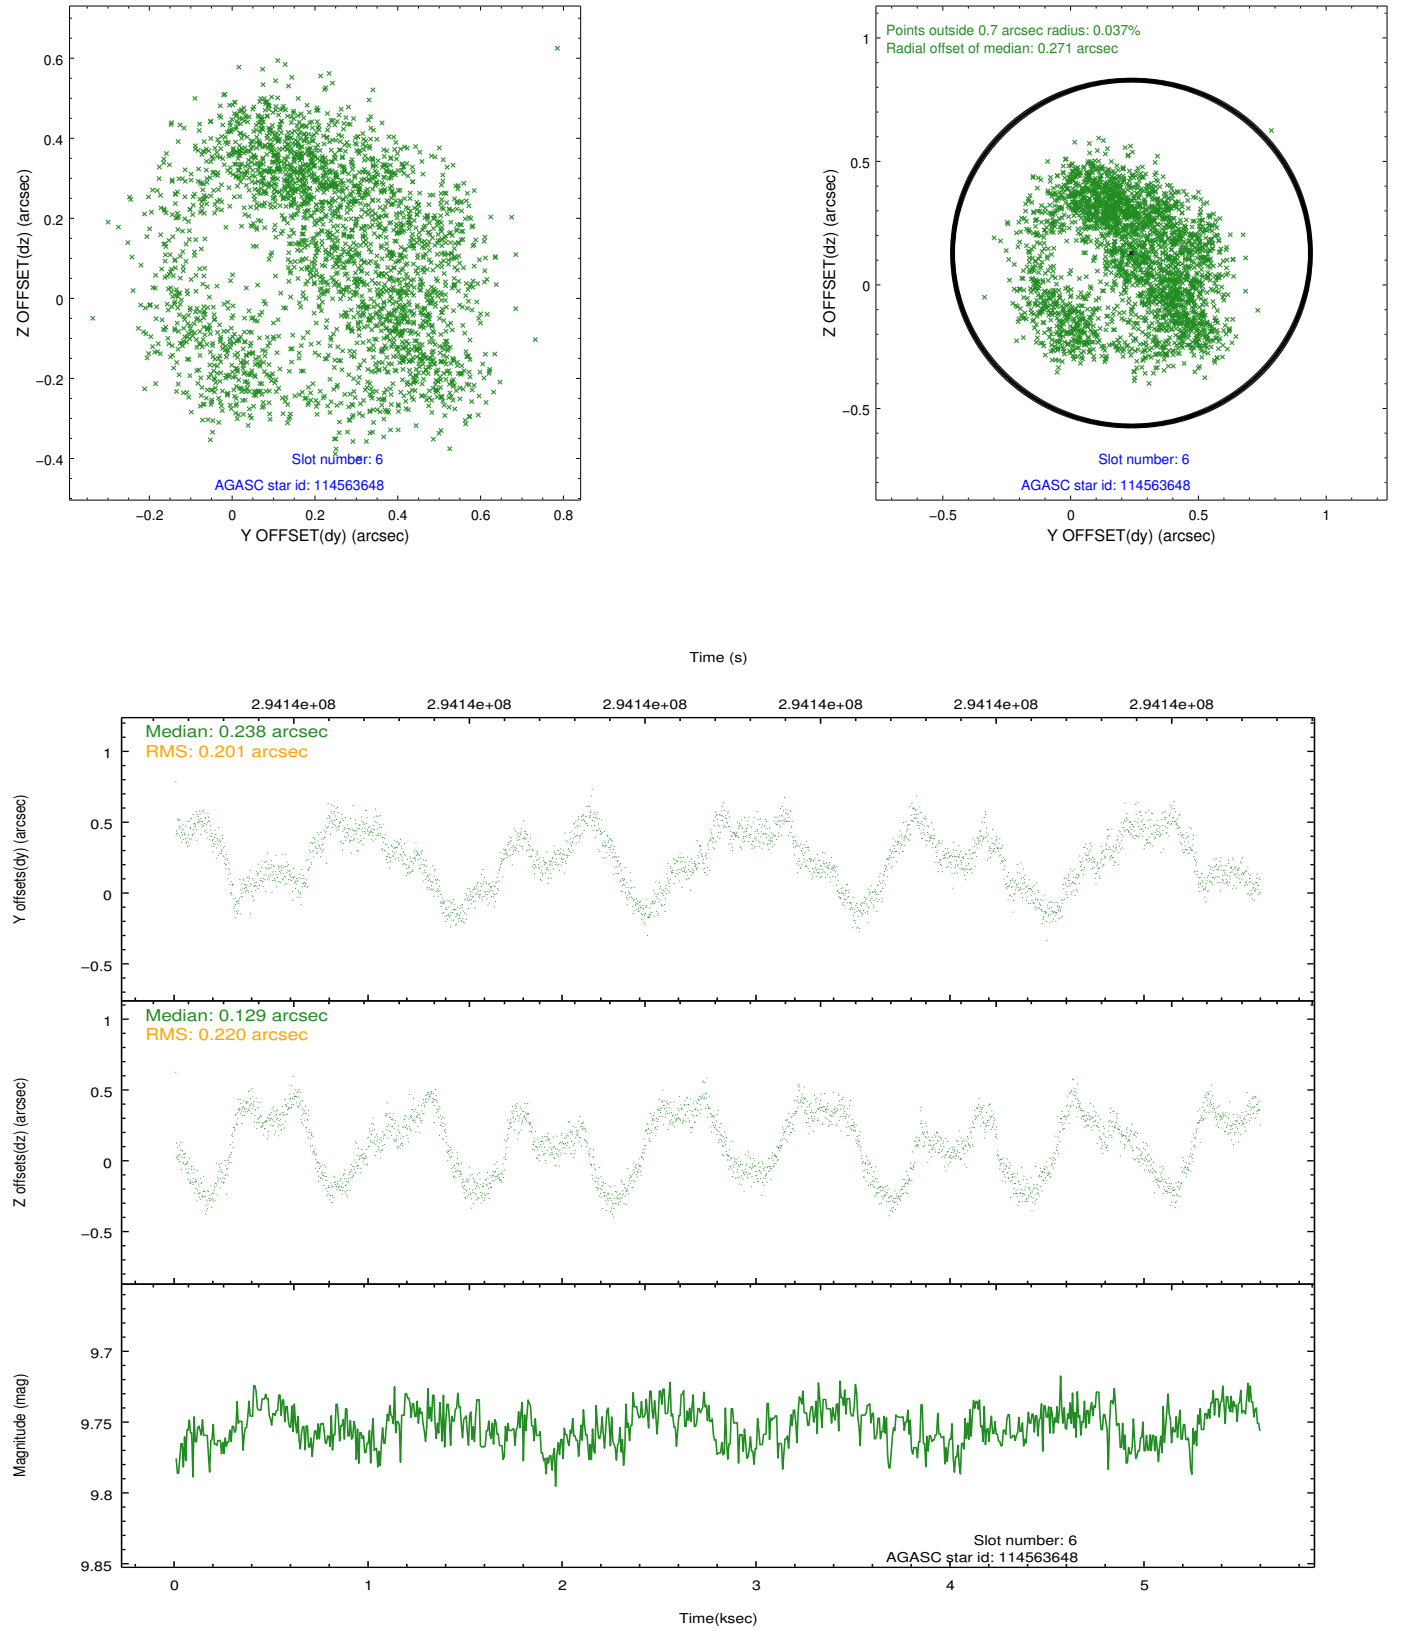 0.6
0.4
0.2
0
−0.2
−0.4
Z OFFSET(dz) (arcsec)
−0.2 0 0.2 0.4 0.6 0.8
Y OFFSET(dy) (arcsec)
Slot number: 6
AGASC star id: 114563648
Points outside 0.7 arcsec radius: 0.037%
Radial offset of median: 0.271 arcsec
1
0.5
0
−0.5
Z OFFSET(dz) (arcsec)
−0.5 0 0.5 1
Y OFFSET(dy) (arcsec)
Slot number: 6
AGASC star id: 114563648
Time (s)
2.9414e+08 2.9414e+08 2.9414e+08 2.9414e+08 2.9414e+08 2.9414e+08
Median: 0.238 arcsec
RMS: 0.201 arcsec
1
0.5
0
−0.5
Y offsets(dy) (arcsec)
Median: 0.129 arcsec
RMS: 0.220 arcsec
1
0.5
0
−0.5
Z offsets(dz) (arcsec)
9.7
9.75
9.8
9.85
Magnitude (mag)
Slot number: 6
AGASC star id: 114563648
0 1 2 3 4 5
Time(ksec)